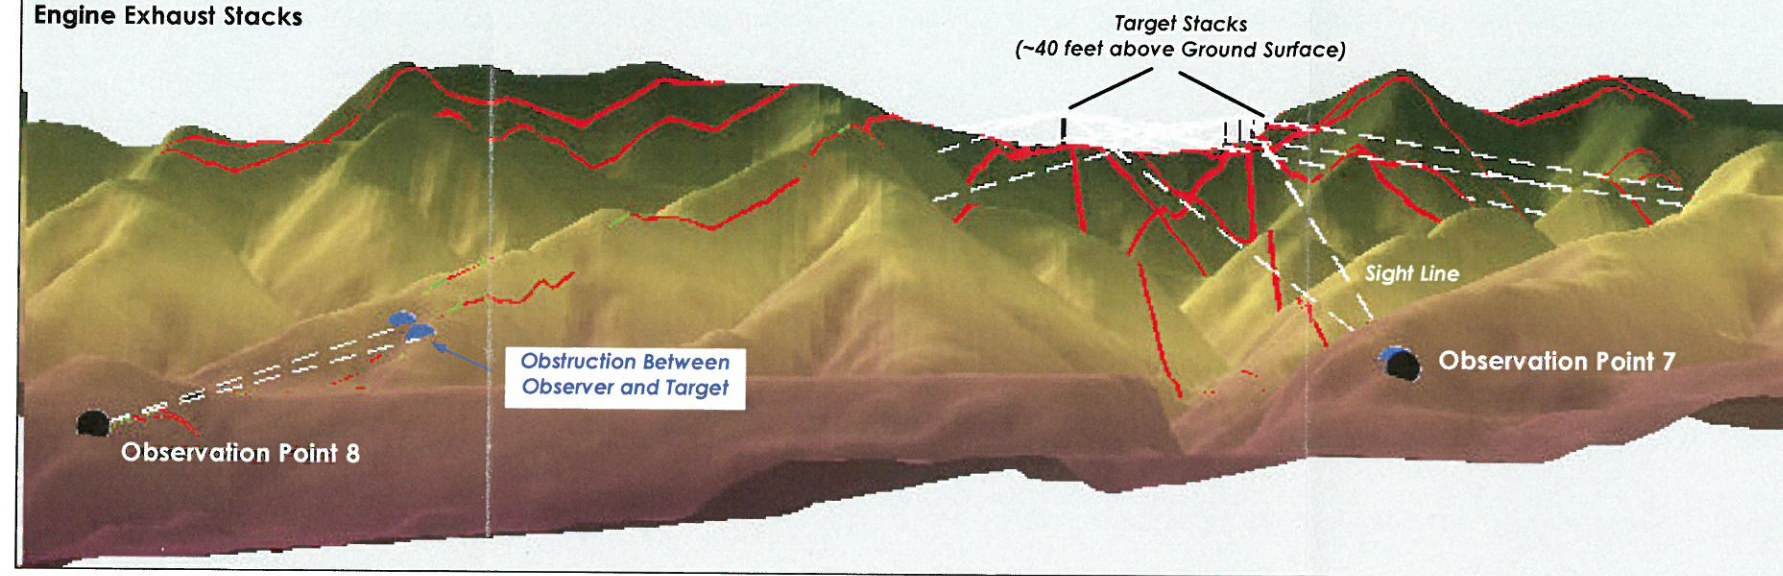 Engine Exhaust Stacks
Target Stacks
(~40 feet above Ground Surface)
Sight Line
Obstruction Between
Observer and Target
Observation Point 7
Observation Point 8